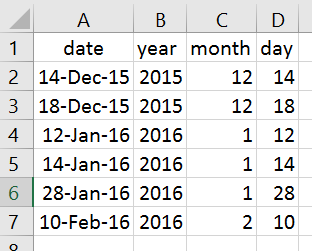 A B C D
1 date year month day
2 14-Dec-15 2015 12 14
3 18-Dec-15 2015 12 18
4 12-Jan-16 2016 1 12
5 14-Jan-16 2016 1 14
6 28-Jan-16 2016 1 28
7 10-Feb-16 2016 2 10